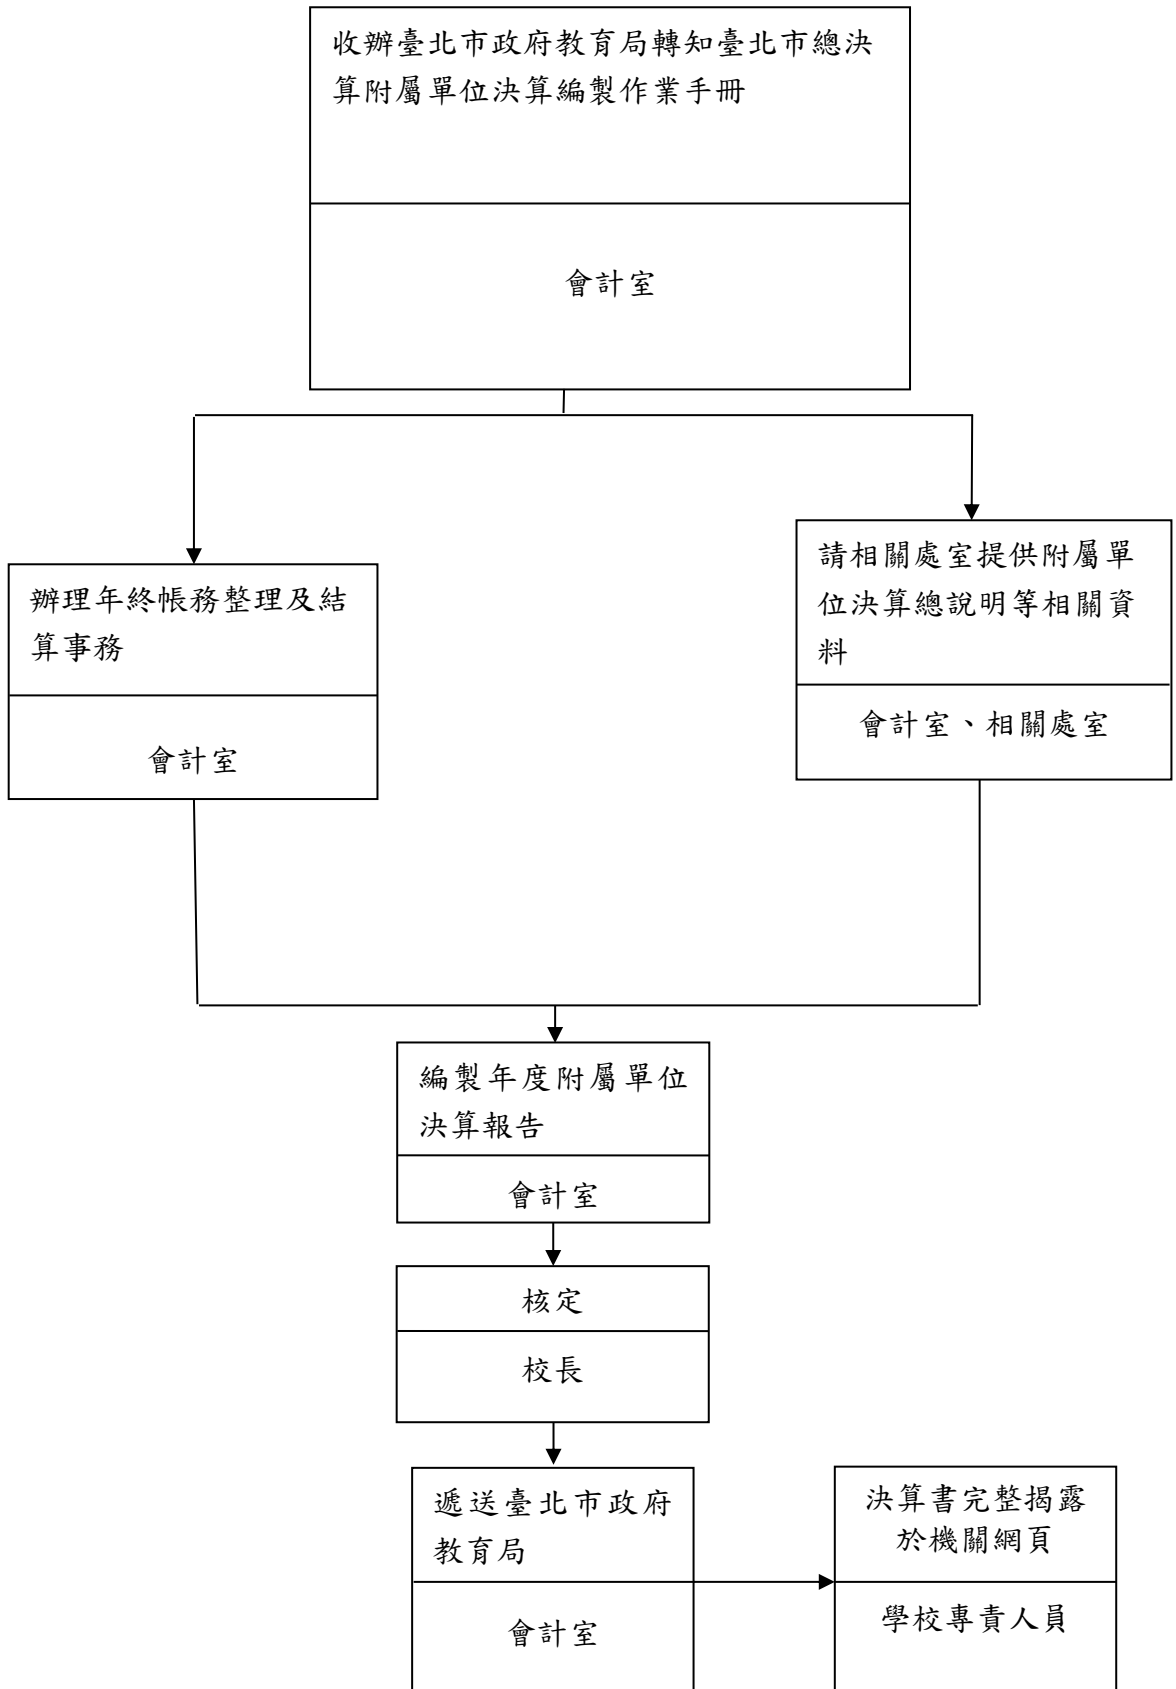 收辦臺北市政府教育局轉知臺北市總決
算附屬單位決算編製作業手冊
會計室
辦理年終帳務整理及結
算事務
會計室
請相關處室提供附屬單
位決算總說明等相關資
料
會計室、相關處室
編製年度附屬單位
決算報告
會計室
核定
校長
遞送臺北市政府
教育局
會計室
決算書完整揭露
於機關網頁
學校專責人員